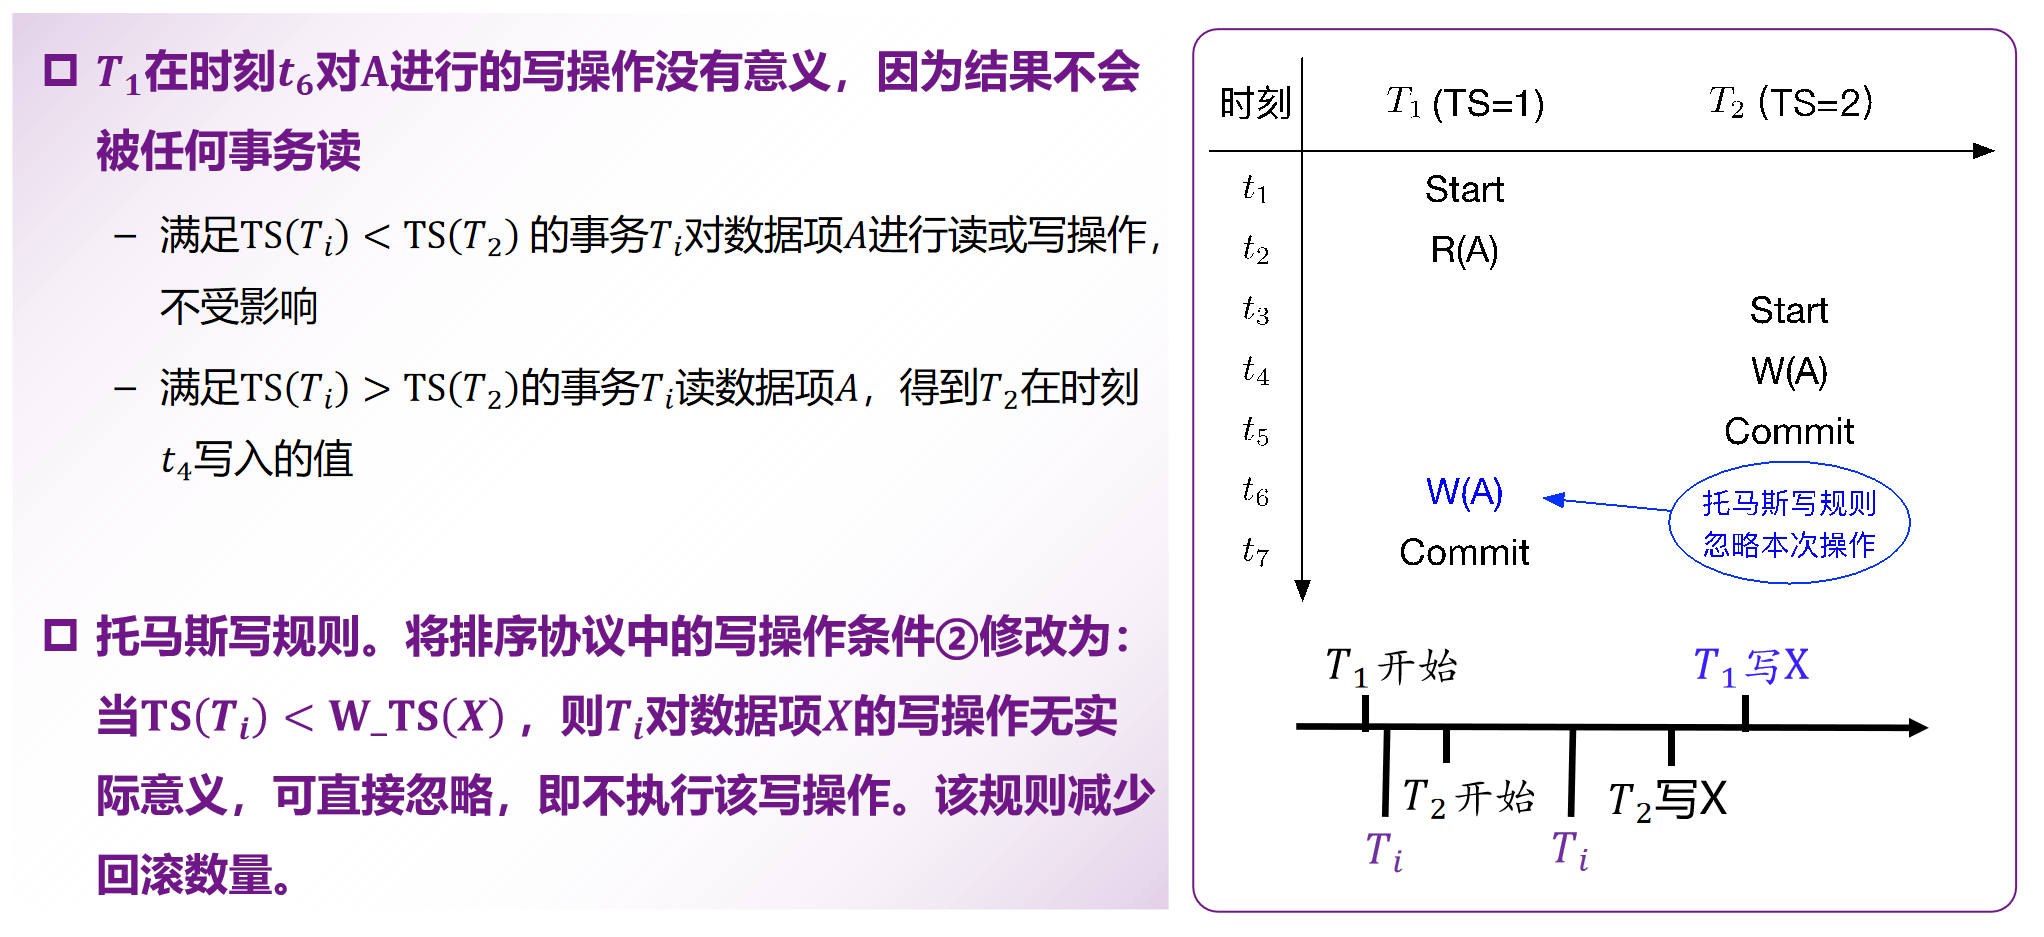 T₁在时刻t₆对A进行的写操作没有意义，因为结果不会
被任何事务读
– 满足TS(Tᵢ) < TS(T₂) 的事务Tᵢ对数据项A进行读或写操作，
不受影响
– 满足TS(Tᵢ) > TS(T₂)的事务Tᵢ读数据项A，得到T₂在时刻
t₄写入的值
托马斯写规则。将排序协议中的写操作条件②修改为：
当TS(Tᵢ) < W_TS(X)，则Tᵢ对数据项X的写操作无实
际意义，可直接忽略，即不执行该写操作。该规则减少
回滚数量。
时刻 T₁ (TS=1) T₂ (TS=2)
t₁ Start
t₂ R(A)
t₃ Start
t₄ W(A)
t₅ Commit
t₆ W(A)
托马斯写规则
忽略本次操作
t₇ Commit
T₁开始 T₁写X
T₂开始 T₂写X
Tᵢ Tᵢ